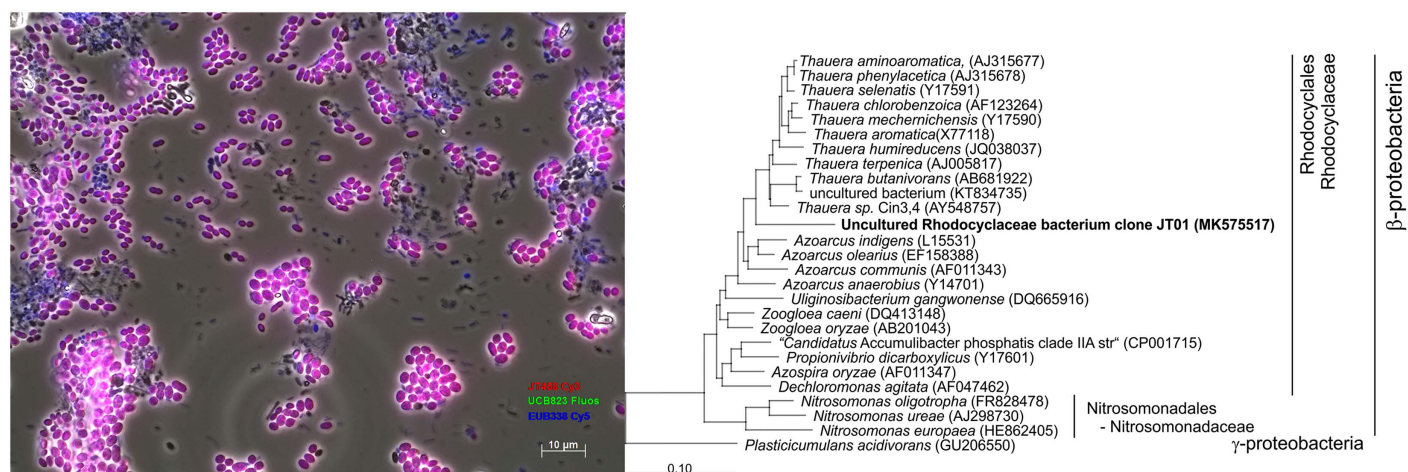 Thauera aminoaromatica, (AJ315677)
Thauera phenylacetica (AJ315678)
Thauera selenatis (Y17591)
Thauera chlorobenzoica (AF123264)
Thauera mechernichensis (Y17590)
Thauera aromatica(X77118)
Thauera humireducens (JQ038037)
Thauera terpenica (AJ005817)
Thauera butanivorans (AB681922)
uncultured bacterium (KT834735)
Thauera sp. Cin3,4 (AY548757)
Uncultured Rhodocyclaceae bacterium clone JT01 (MK575517)
Azoarcus indigens (L15531)
Azoarcus olearius (EF158388)
Azoarcus communis (AF011343)
Azoarcus anaerobius (Y14701)
Uliginosibacterium gangwonense (DQ665916)
Zoogloea caeni (DQ413148)
Zoogloea oryzae (AB201043)
"Candidatus Accumulibacter phosphatis clade IIA str“ (CP001715)
Propionivibrio dicarboxylicus (Y17601)
Azospira oryzae (AF011347)
Dechloromonas agitata (AF047462)
Nitrosomonas oligotropha (FR828478)
Nitrosomonas ureae (AJ298730)
Nitrosomonas europaea (HE862405)
Plasticicumulans acidivorans (GU206550)
Rhodocyclales
Rhodocyclaceae
β-proteobacteria
Nitrosomonadales
- Nitrosomonadaceae
γ-proteobacteria
UCB823 Fluos
EUB338 Cy5
10 µm
0.10